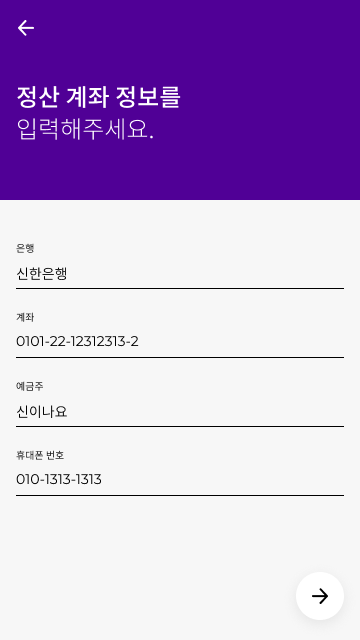 정산 계좌 정보를
입력해주세요.
은행
신한은행
계좌
0101-22-12312313-2
예금주
신이나요
휴대폰 번호
010-1313-1313